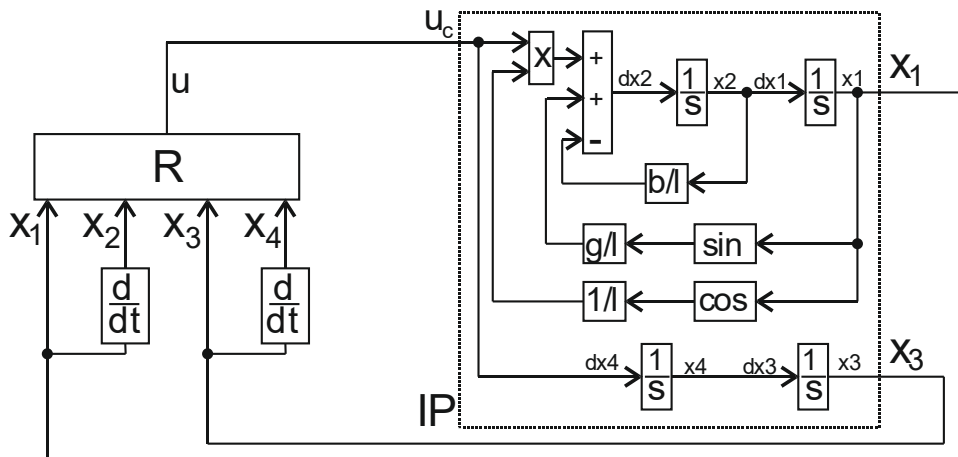 u_c
X_1
x
+
+
-
dx2
1
s
x2
dx1
1
s
x1
u
R
b/l
X_1
X_2
X_3
X_4
g/l
sin
d
dt
d
dt
1/l
cos
dx4
1
s
x4
dx3
1
s
x3
X_3
IP